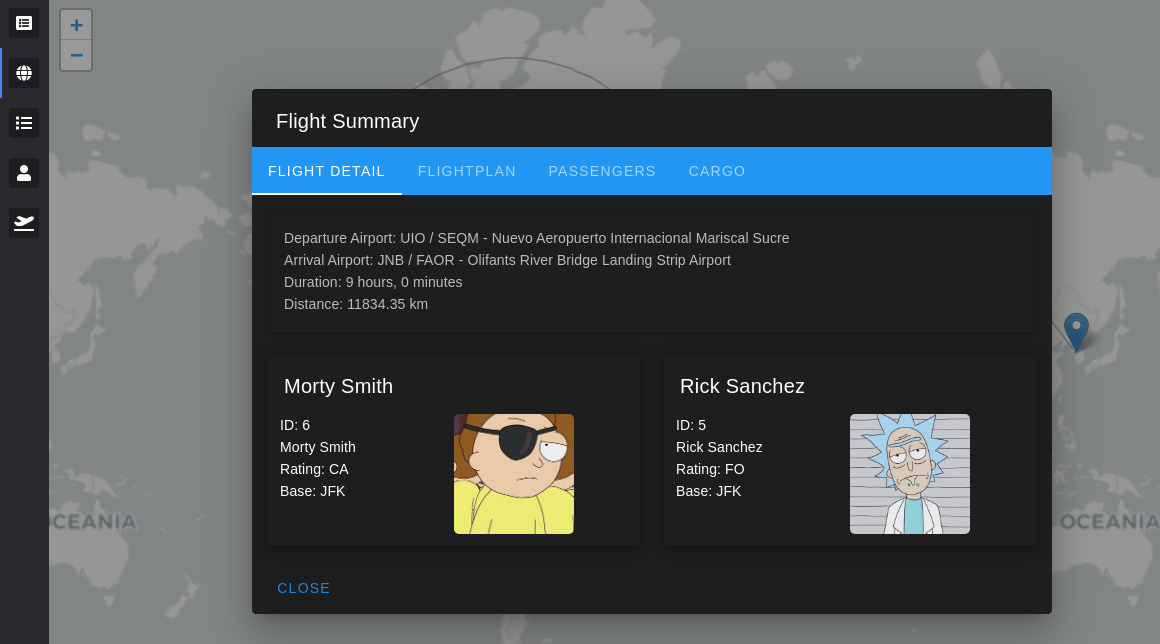 +
−
Flight Summary
FLIGHT DETAIL FLIGHTPLAN PASSENGERS CARGO
Departure Airport: UIO / SEQM - Nuevo Aeropuerto Internacional Mariscal Sucre
Arrival Airport: JNB / FAOR - Olifants River Bridge Landing Strip Airport
Duration: 9 hours, 0 minutes
Distance: 11834.35 km
Morty Smith
ID: 6
Morty Smith
Rating: CA
Base: JFK
Rick Sanchez
ID: 5
Rick Sanchez
Rating: FO
Base: JFK
OCEANIA
OCEANIA
CLOSE